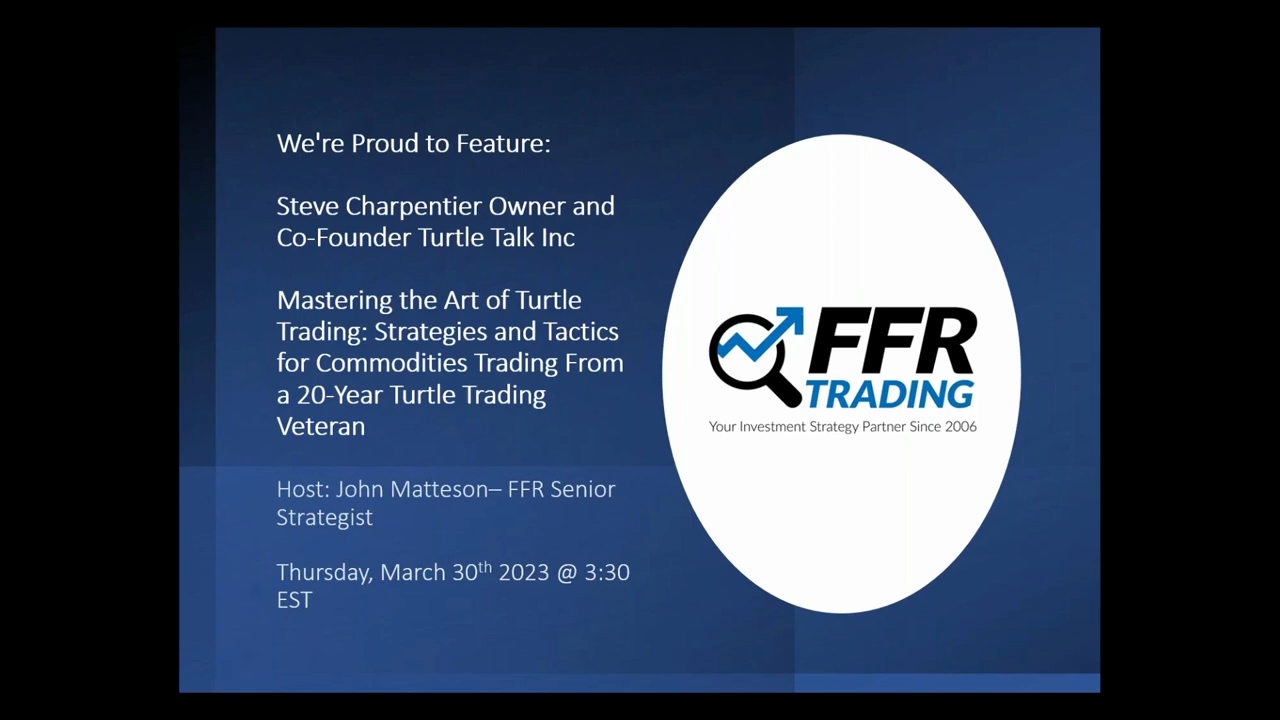 We're Proud to Feature:
Steve Charpentier Owner and
Co-Founder Turtle Talk Inc
Mastering the Art of Turtle
Trading: Strategies and Tactics
for Commodities Trading From
a 20-Year Turtle Trading
Veteran
Host: John Matteson– FFR Senior
Strategist
Thursday, March 30th 2023 @ 3:30
EST
FFR
TRADING
Your Investment Strategy Partner Since 2006